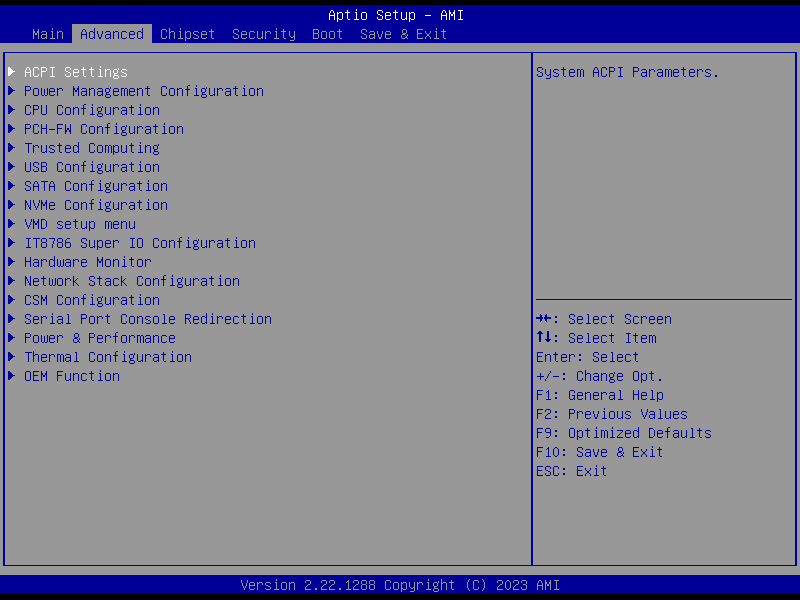 Aptio Setup - AMI
Main Advanced Chipset Security Boot Save & Exit
ACPI Settings
Power Management Configuration
CPU Configuration
PCH-FW Configuration
Trusted Computing
USB Configuration
SATA Configuration
NVMe Configuration
VMD setup menu
IT8786 Super IO Configuration
Hardware Monitor
Network Stack Configuration
CSM Configuration
Serial Port Console Redirection
Power & Performance
Thermal Configuration
OEM Function
System ACPI Parameters.
→←: Select Screen
↑↓: Select Item
Enter: Select
+/-: Change Opt.
F1: General Help
F2: Previous Values
F9: Optimized Defaults
F10: Save & Exit
ESC: Exit
Version 2.22.1288 Copyright (C) 2023 AMI